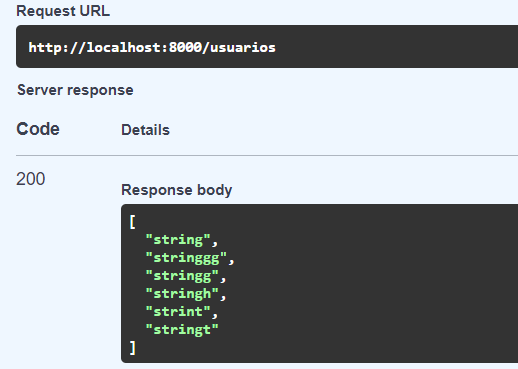 Request URL
http://localhost:8000/usuarios
Server response
Code Details
200
Response body
[
"string",
"stringgg",
"stringg",
"stringh",
"strint",
"stringt"
]